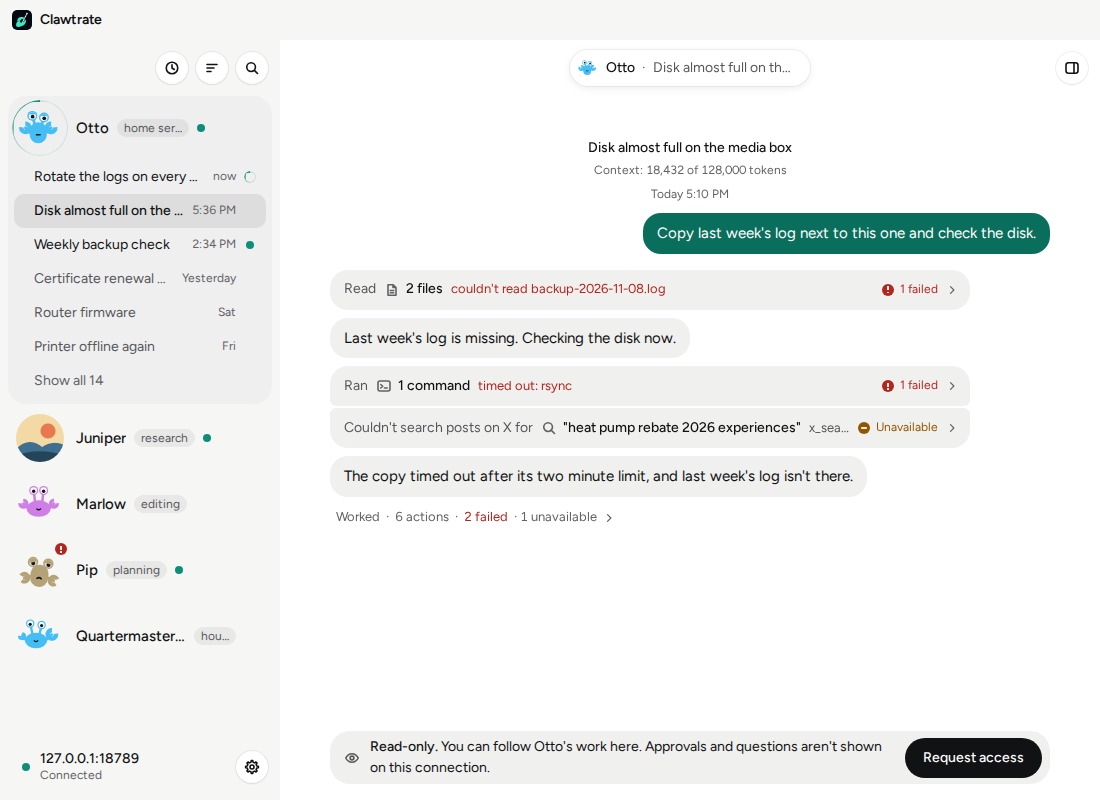 Clawtrate
Otto home ser...
Rotate the logs on every ... now
Disk almost full on the ... 5:36 PM
Weekly backup check 2:34 PM
Certificate renewal ... Yesterday
Router firmware Sat
Printer offline again Fri
Show all 14
Juniper research
Marlow editing
Pip planning
Quartermaster... hou...
127.0.0.1:18789
Connected
Otto · Disk almost full on th...
Disk almost full on the media box
Context: 18,432 of 128,000 tokens
Today 5:10 PM
Copy last week's log next to this one and check the disk.
Read 2 files couldn't read backup-2026-11-08.log 1 failed
Last week's log is missing. Checking the disk now.
Ran 1 command timed out: rsync 1 failed
Couldn't search posts on X for "heat pump rebate 2026 experiences" x_sea... Unavailable
The copy timed out after its two minute limit, and last week's log isn't there.
Worked · 6 actions · 2 failed · 1 unavailable
Read-only. You can follow Otto's work here. Approvals and questions aren't shown
on this connection.
Request access